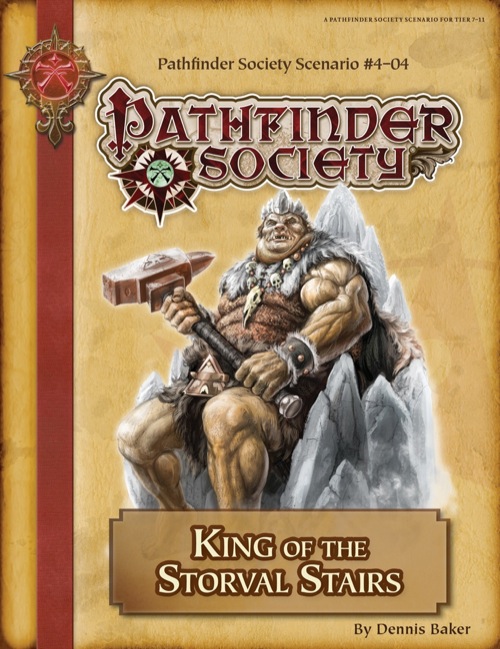 A PATHFINDER SOCIETY SCENARIO FOR TIER 7–11
Pathfinder Society Scenario #4–04
PATHFINDER
SOCIETY
KING OF THE
STORVAL STAIRS
By Dennis Baker